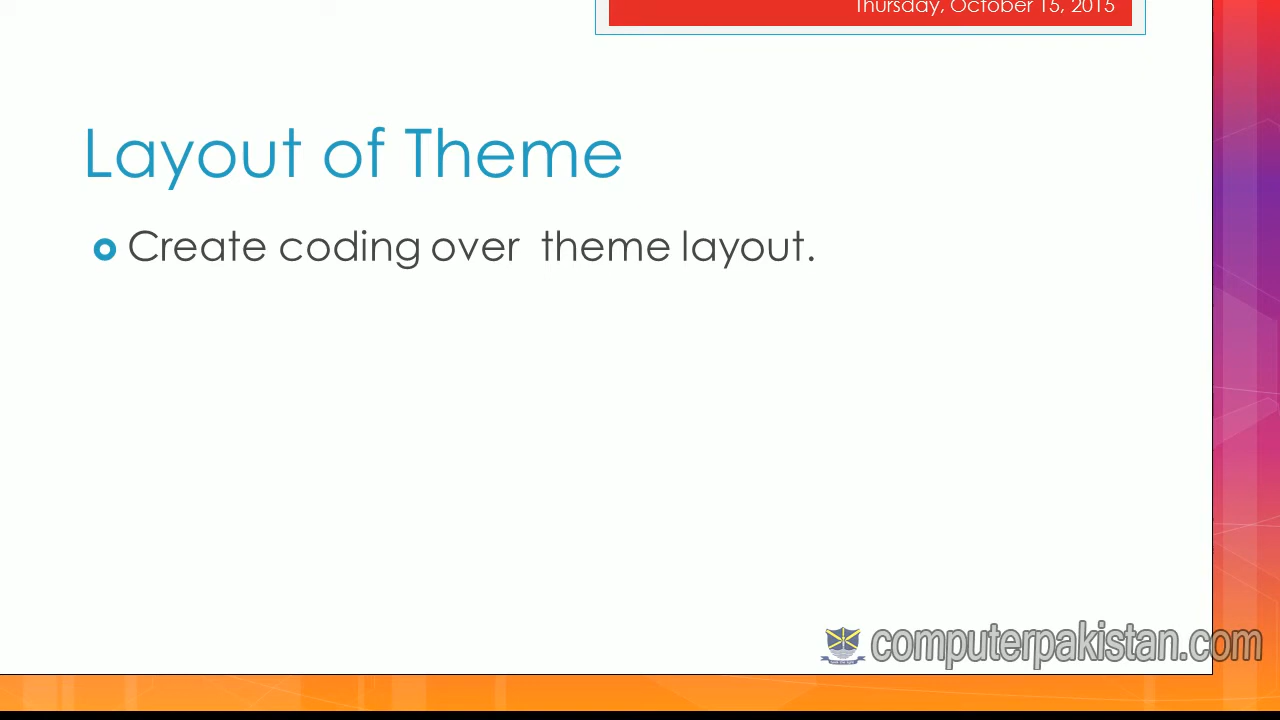 Thursday, October 15, 2015
Layout of Theme
Create coding over theme layout.
computerpakistan.com